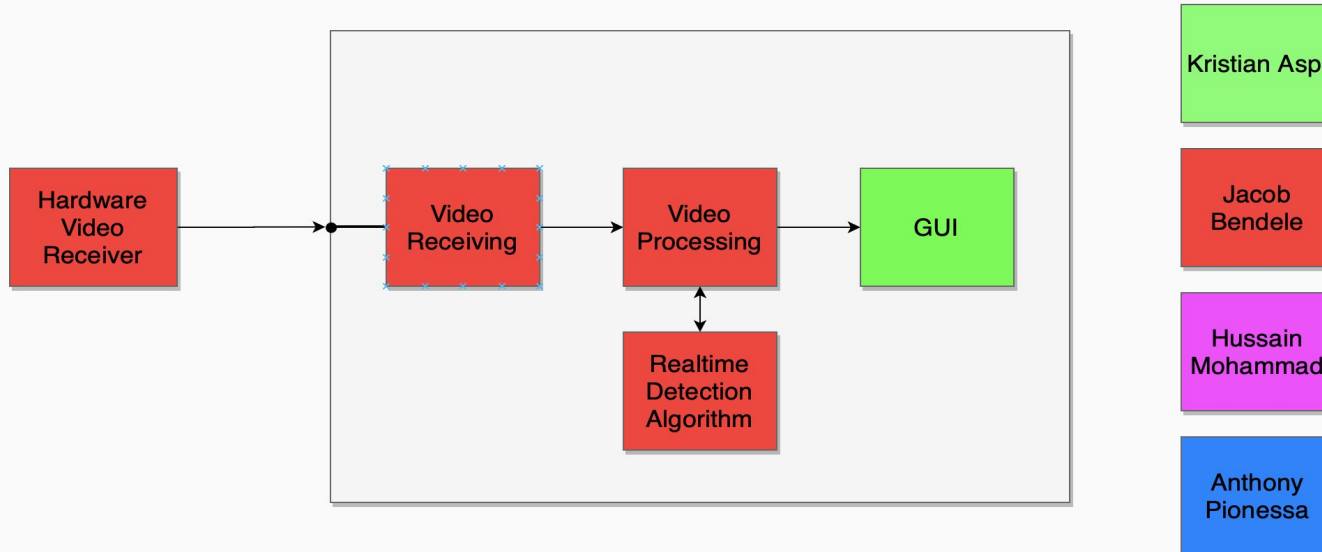 Hardware
Video
Receiver
Video
Receiving
Video
Processing
GUI
Realtime
Detection
Algorithm
Kristian Asp
Jacob
Bendele
Hussain
Mohammad
Anthony
Pionessa